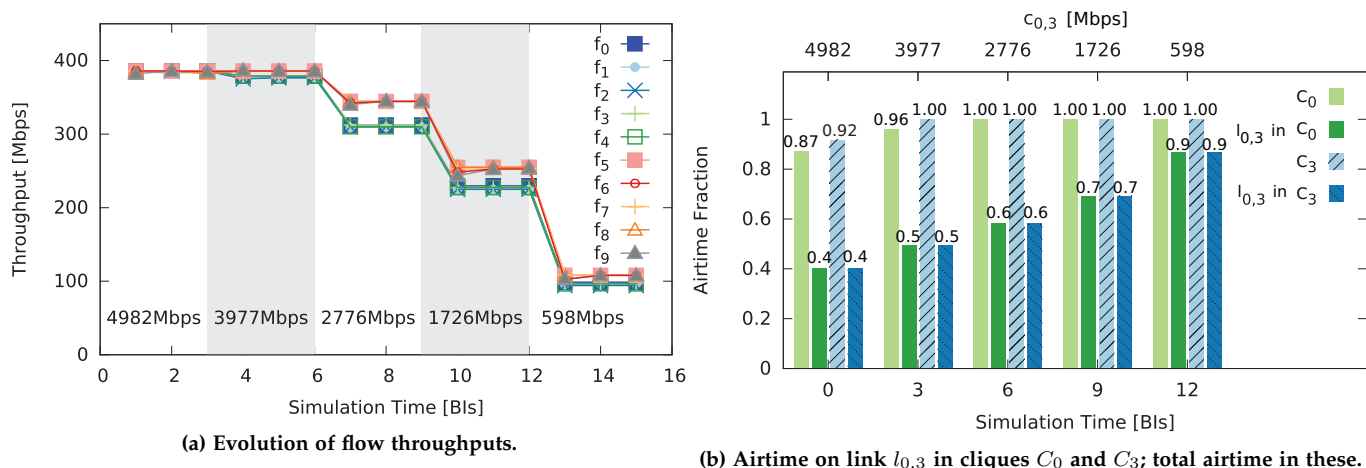 Throughput [Mbps]
400
300
200
100
0
f0
f1
f2
f3
f4
f5
f6
f7
f8
f9
4982Mbps 3977Mbps 2776Mbps 1726Mbps 598Mbps
0 2 4 6 8 10 12 14 16
Simulation Time [BIs]
(a) Evolution of flow throughputs.
c0,3 [Mbps]
4982 3977 2776 1726 598
Airtime Fraction
1
0.8
0.6
0.4
0.2
0
0.87 0.4 0.92 0.4
0.96 0.5 1.00 0.5
1.00 0.6 1.00 0.6
1.00 0.7 1.00 0.7
1.00 0.9 1.00 0.9
C0
l0,3 in C0
C3
l0,3 in C3
0 3 6 9 12
Simulation Time [BIs]
(b) Airtime on link l0,3 in cliques C0 and C3; total airtime in these.